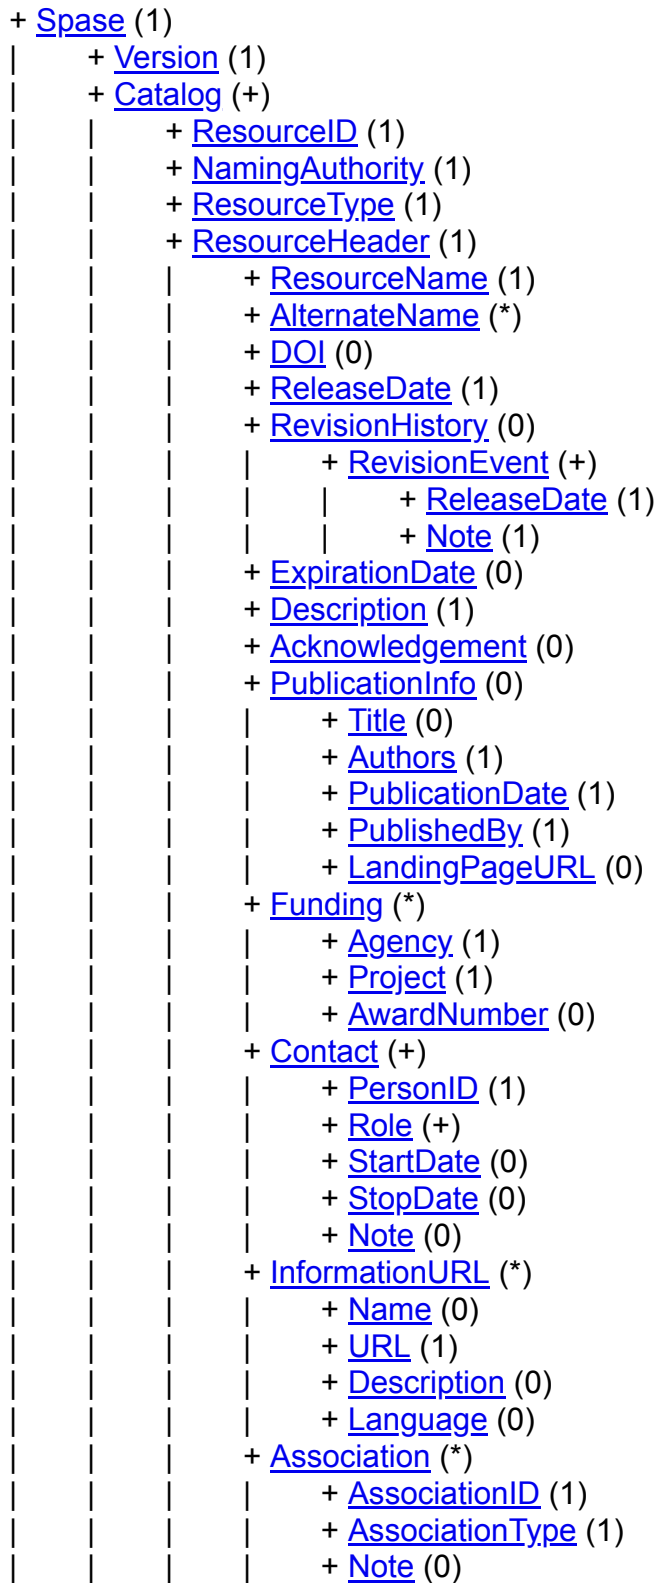 + Spase (1)
| + Version (1)
| + Catalog (+)
| | + ResourceID (1)
| | + NamingAuthority (1)
| | + ResourceType (1)
| | + ResourceHeader (1)
| | | + ResourceName (1)
| | | + AlternateName (*)
| | | + DOI (0)
| | | + ReleaseDate (1)
| | | + RevisionHistory (0)
| | | | + RevisionEvent (+)
| | | | | + ReleaseDate (1)
| | | | | + Note (1)
| | | + ExpirationDate (0)
| | | + Description (1)
| | | + Acknowledgement (0)
| | | + PublicationInfo (0)
| | | | + Title (0)
| | | | + Authors (1)
| | | | + PublicationDate (1)
| | | | + PublishedBy (1)
| | | | + LandingPageURL (0)
| | | + Funding (*)
| | | | + Agency (1)
| | | | + Project (1)
| | | | + AwardNumber (0)
| | | + Contact (+)
| | | | + PersonID (1)
| | | | + Role (+)
| | | | + StartDate (0)
| | | | + StopDate (0)
| | | | + Note (0)
| | | + InformationURL (*)
| | | | + Name (0)
| | | | + URL (1)
| | | | + Description (0)
| | | | + Language (0)
| | | + Association (*)
| | | | + AssociationID (1)
| | | | + AssociationType (1)
| | | | + Note (0)